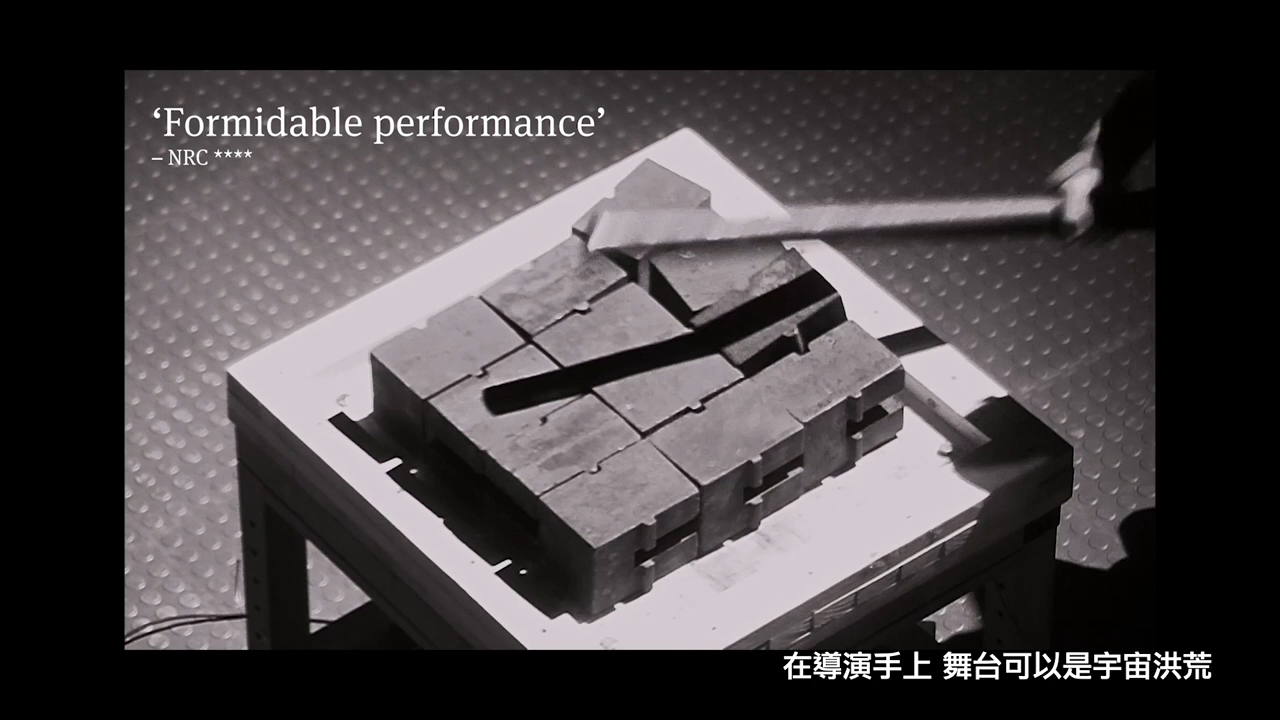 ‘Formidable performance’
– NRC ****
在導演手上 舞台可以是宇宙洪荒